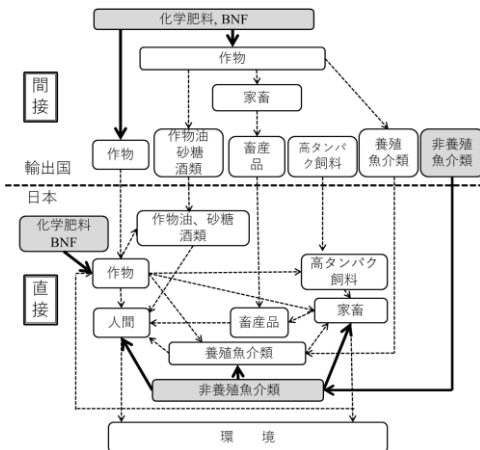 化学肥料, BNF
作物
間接
家畜
作物
作物油
砂糖
酒類
畜産
品
高タンパ
ク飼料
養殖
魚介類
非養殖
魚介類
輸出国
日本
化学肥料
BNF
作物油、砂糖
酒類
作物
高タンパク
飼料
直接
人間
畜産品
家畜
養殖魚介類
非養殖魚介類
環 境